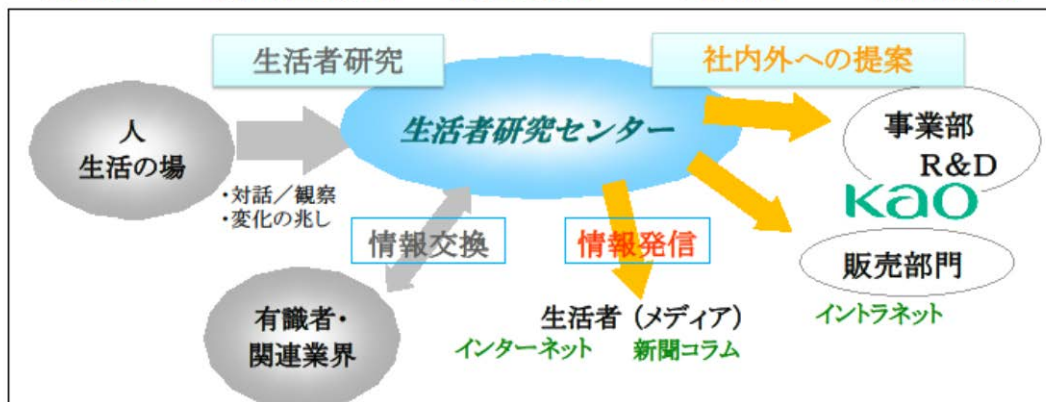 生活者研究
社内外への提案
人
生活の場
生活者研究センター
事業部
R&D
・対話／観察
・変化の兆し
Kao
情報交換
情報発信
販売部門
有識者・
関連業界
生活者（メディア）
インターネット
新聞コラム
イントラネット